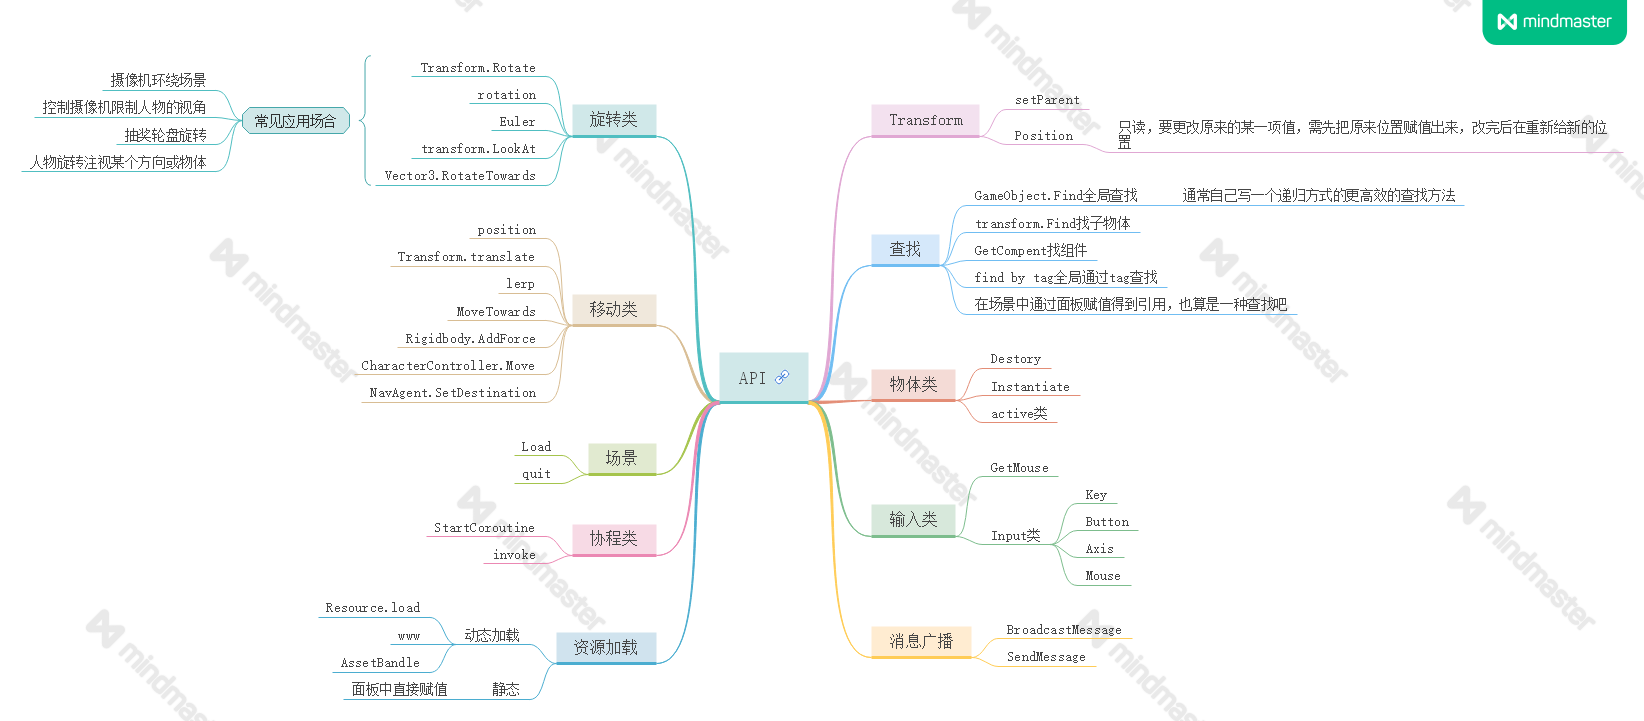 mindmaster
API
旋转类
Transform.Rotate
rotation
Euler
transform.LookAt
Vector3.RotateTowards
常见应用场合
摄像机环绕场景
控制摄像机限制人物的视角
抽奖轮盘旋转
人物旋转注视某个方向或物体
移动类
position
Transform.translate
lerp
MoveTowards
Rigidbody.AddForce
CharacterController.Move
NavAgent.SetDestination
场景
Load
quit
协程类
StartCoroutine
invoke
资源加载
动态加载
Resource.load
www
AssetBandle
静态
面板中直接赋值
Transform
setParent
Position
只读，要更改原来的某一项值，需先把原来位置赋值出来，改完后在重新给新的位
置
查找
GameObject.Find全局查找
通常自己写一个递归方式的更高效的查找方法
transform.Find找子物体
GetCompent找组件
find by tag全局通过tag查找
在场景中通过面板赋值得到引用，也算是一种查找吧
物体类
Destory
Instantiate
active类
输入类
GetMouse
Input类
Key
Button
Axis
Mouse
消息广播
BroadcastMessage
SendMessage
mindmaster
mindmaster
mindmaster
mindmaster
mindmaster
mindmaster
mindmaster
mindmaster
mindmaster
mindmaster